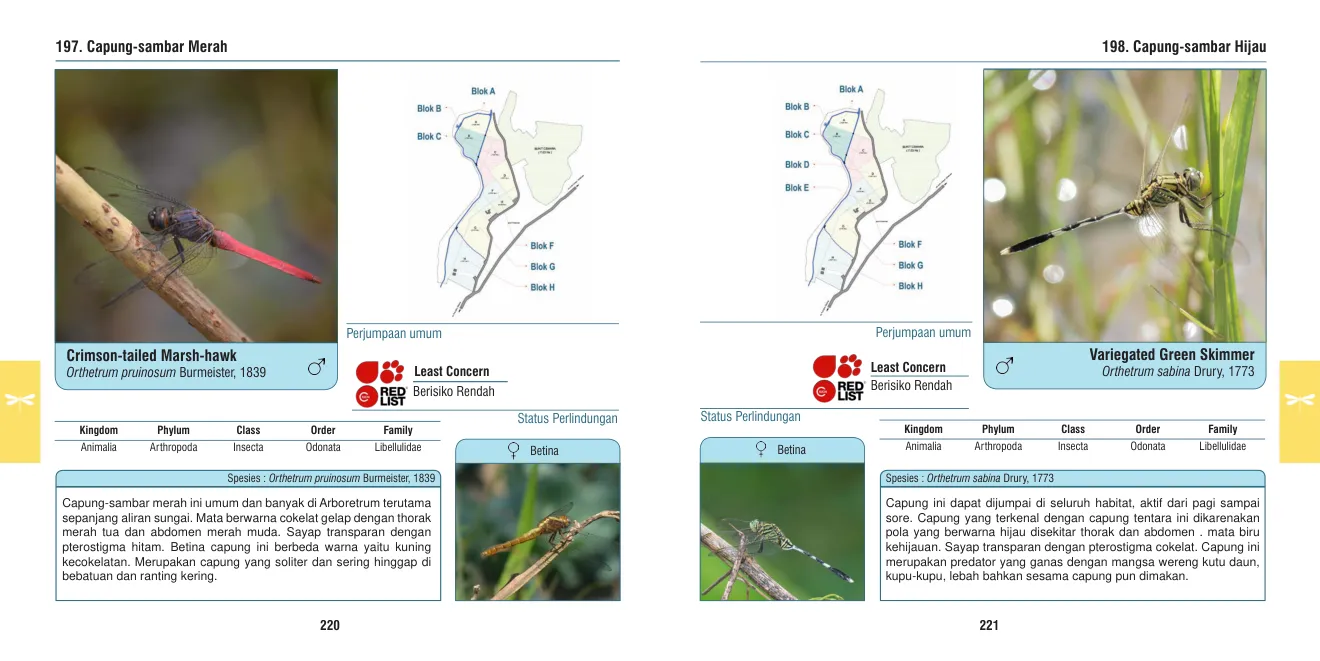 197. Capung-sambar Merah
Blok A
Blok B
Blok C
Blok F
Blok G
Blok H
Perjumpaan umum
Crimson-tailed Marsh-hawk
Orthetrum pruinosum Burmeister, 1839
RED
LIST
Least Concern
Berisiko Rendah
Status Perlindungan
Kingdom Phylum Class Order Family
Animalia Arthropoda Insecta Odonata Libellulidae
Betina
Spesies : Orthetrum pruinosum Burmeister, 1839
Capung-sambar merah ini umum dan banyak di Arboretrum terutama
sepanjang aliran sungai. Mata berwarna cokelat gelap dengan thorak
merah tua dan abdomen merah muda. Sayap transparan dengan
pterostigma hitam. Betina capung ini berbeda warna yaitu kuning
kecokelatan. Merupakan capung yang soliter dan sering hinggap di
bebatuan dan ranting kering.
220
198. Capung-sambar Hijau
Blok A
Blok B
Blok C
Blok D
Blok E
Blok F
Blok G
Blok H
Perjumpaan umum
Variegated Green Skimmer
Orthetrum sabina Drury, 1773
RED
LIST
Least Concern
Berisiko Rendah
Status Perlindungan
Kingdom Phylum Class Order Family
Animalia Arthropoda Insecta Odonata Libellulidae
Betina
Spesies : Orthetrum sabina Drury, 1773
Capung ini dapat dijumpai di seluruh habitat, aktif dari pagi sampai
sore. Capung yang terkenal dengan capung tentara ini dikarenakan
pola yang berwarna hijau disekitar thorak dan abdomen . mata biru
kehijauan. Sayap transparan dengan pterostigma cokelat. Capung ini
merupakan predator yang ganas dengan mangsa wereng kutu daun,
kupu-kupu, lebah bahkan sesama capung pun dimakan.
221